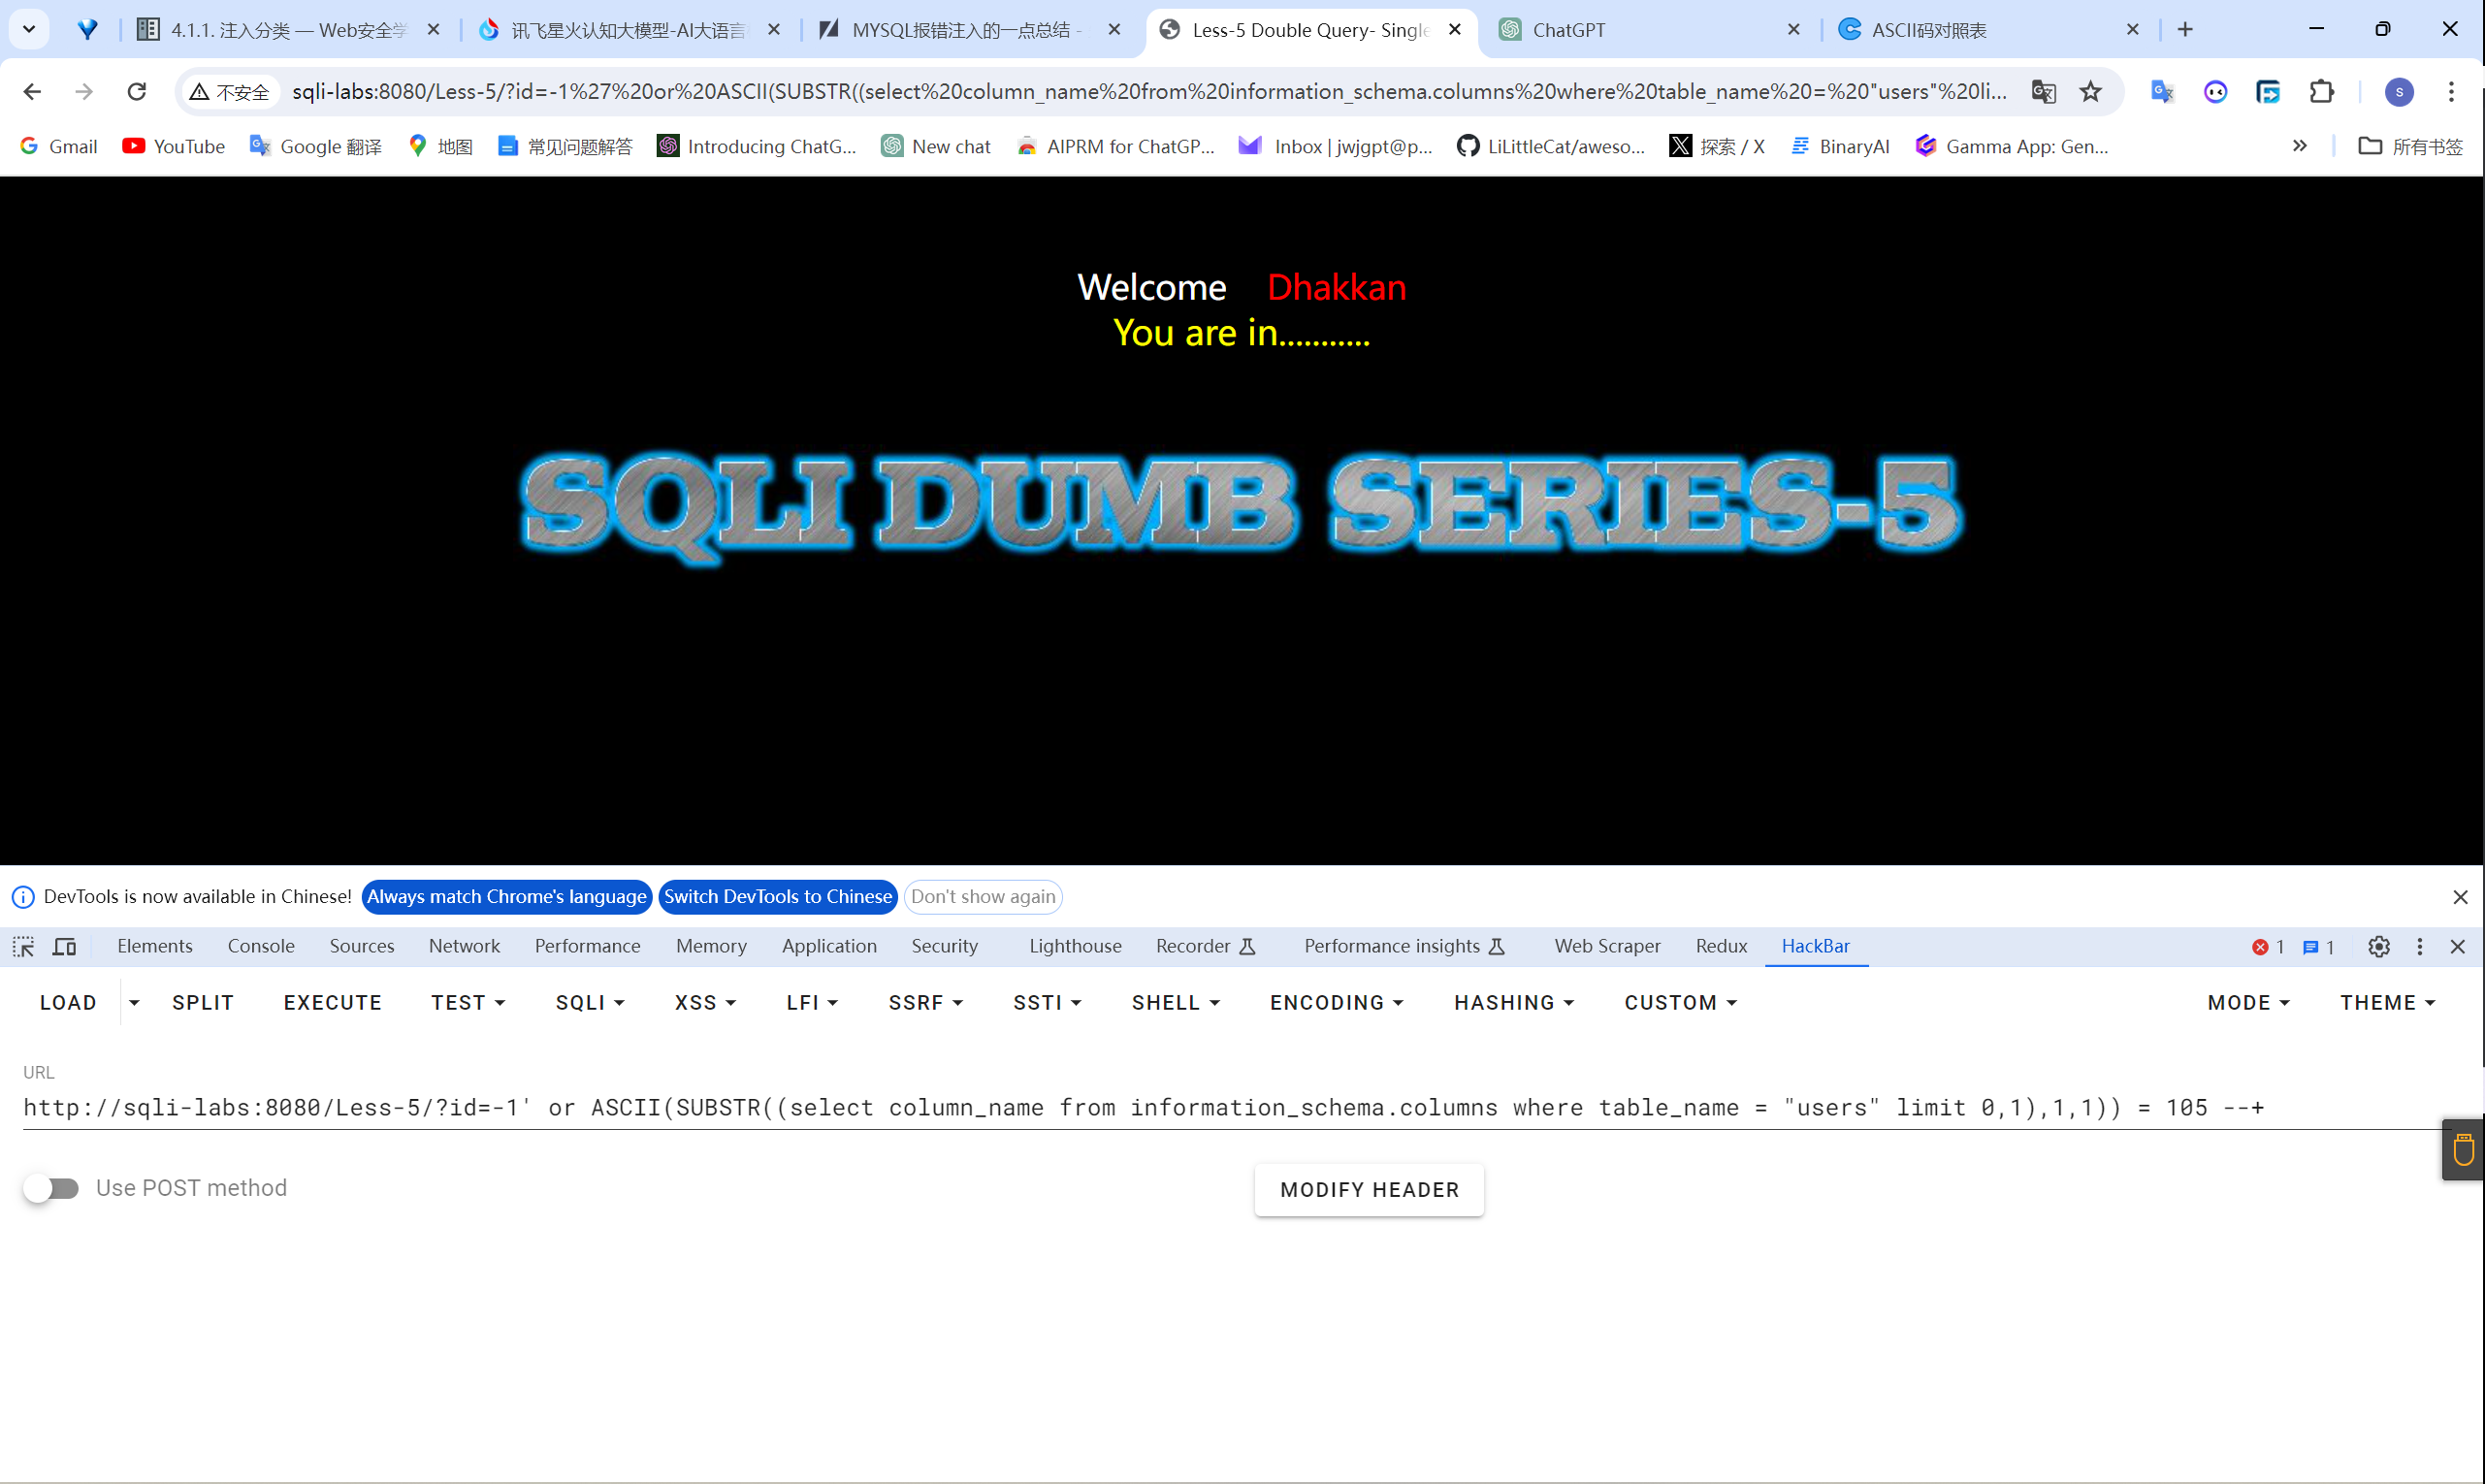 4.1.1. 注入分类 — Web安全学
讯飞星火认知大模型-AI大语言
MYSQL报错注入的一点总结 -
Less-5 Double Query- Single
ChatGPT
ASCII码对照表
不安全
sqli-labs:8080/Less-5/?id=-1%27%20or%20ASCII(SUBSTR((select%20column_name%20from%20information_schema.columns%20where%20table_name%20=%20"users"%20li...
S
Gmail
YouTube
Google 翻译
地图
常见问题解答
Introducing ChatG...
New chat
AIPRM for ChatGP...
Inbox | jwjgpt@p...
LiLittleCat/aweso...
探索 / X
BinaryAI
Gamma App: Gen...
»
所有书签
Welcome Dhakkan
You are in...........
SQLI DUMB SERIES-5
DevTools is now available in Chinese!
Always match Chrome's language
Switch DevTools to Chinese
Don't show again
Elements
Console
Sources
Network
Performance
Memory
Application
Security
Lighthouse
Recorder
Performance insights
Web Scraper
Redux
HackBar
1
1
LOAD
SPLIT
EXECUTE
TEST
SQLI
XSS
LFI
SSRF
SSTI
SHELL
ENCODING
HASHING
CUSTOM
MODE
THEME
URL
http://sqli-labs:8080/Less-5/?id=-1' or ASCII(SUBSTR((select column_name from information_schema.columns where table_name = "users" limit 0,1),1,1)) = 105 --+
Use POST method
MODIFY HEADER